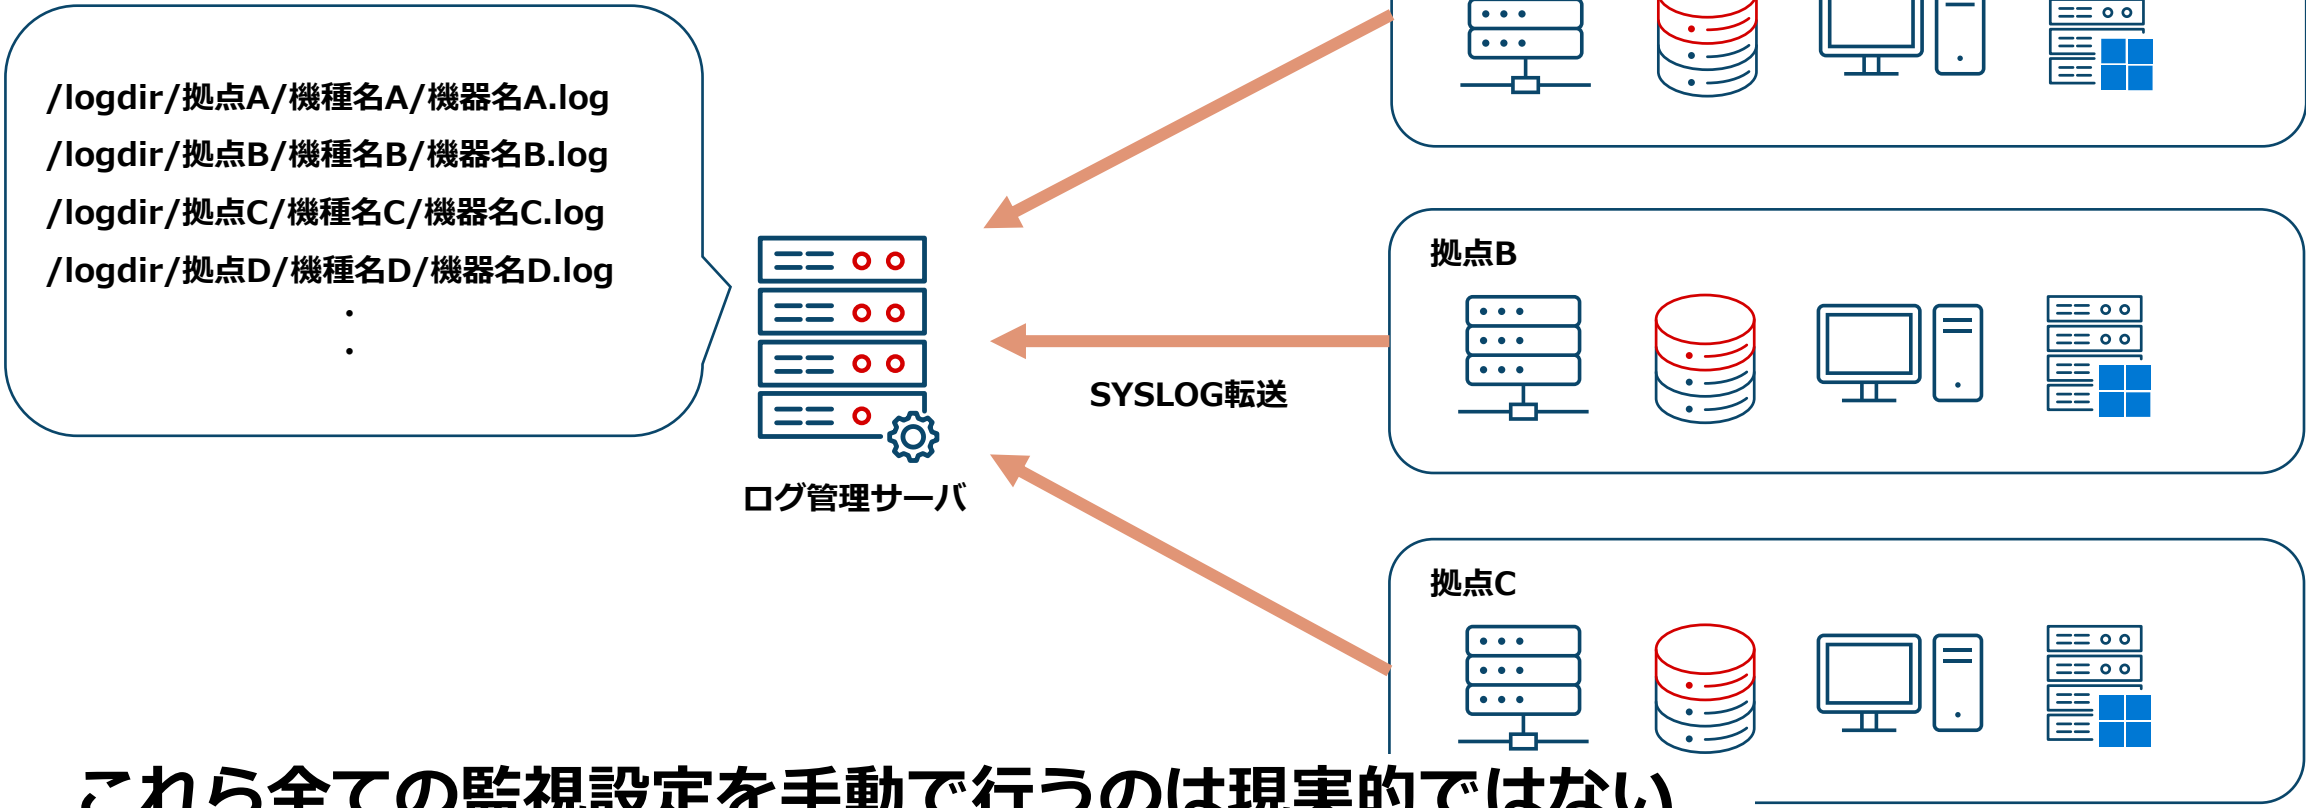 /logdir/拠点A/機種名A/機器名A.log
/logdir/拠点B/機種名B/機器名B.log
/logdir/拠点C/機種名C/機器名C.log
/logdir/拠点D/機種名D/機器名D.log
・
・
ログ管理サーバ
SYSLOG転送
拠点B
拠点C
これら全ての監視設定を手動で行うのは現実的ではない